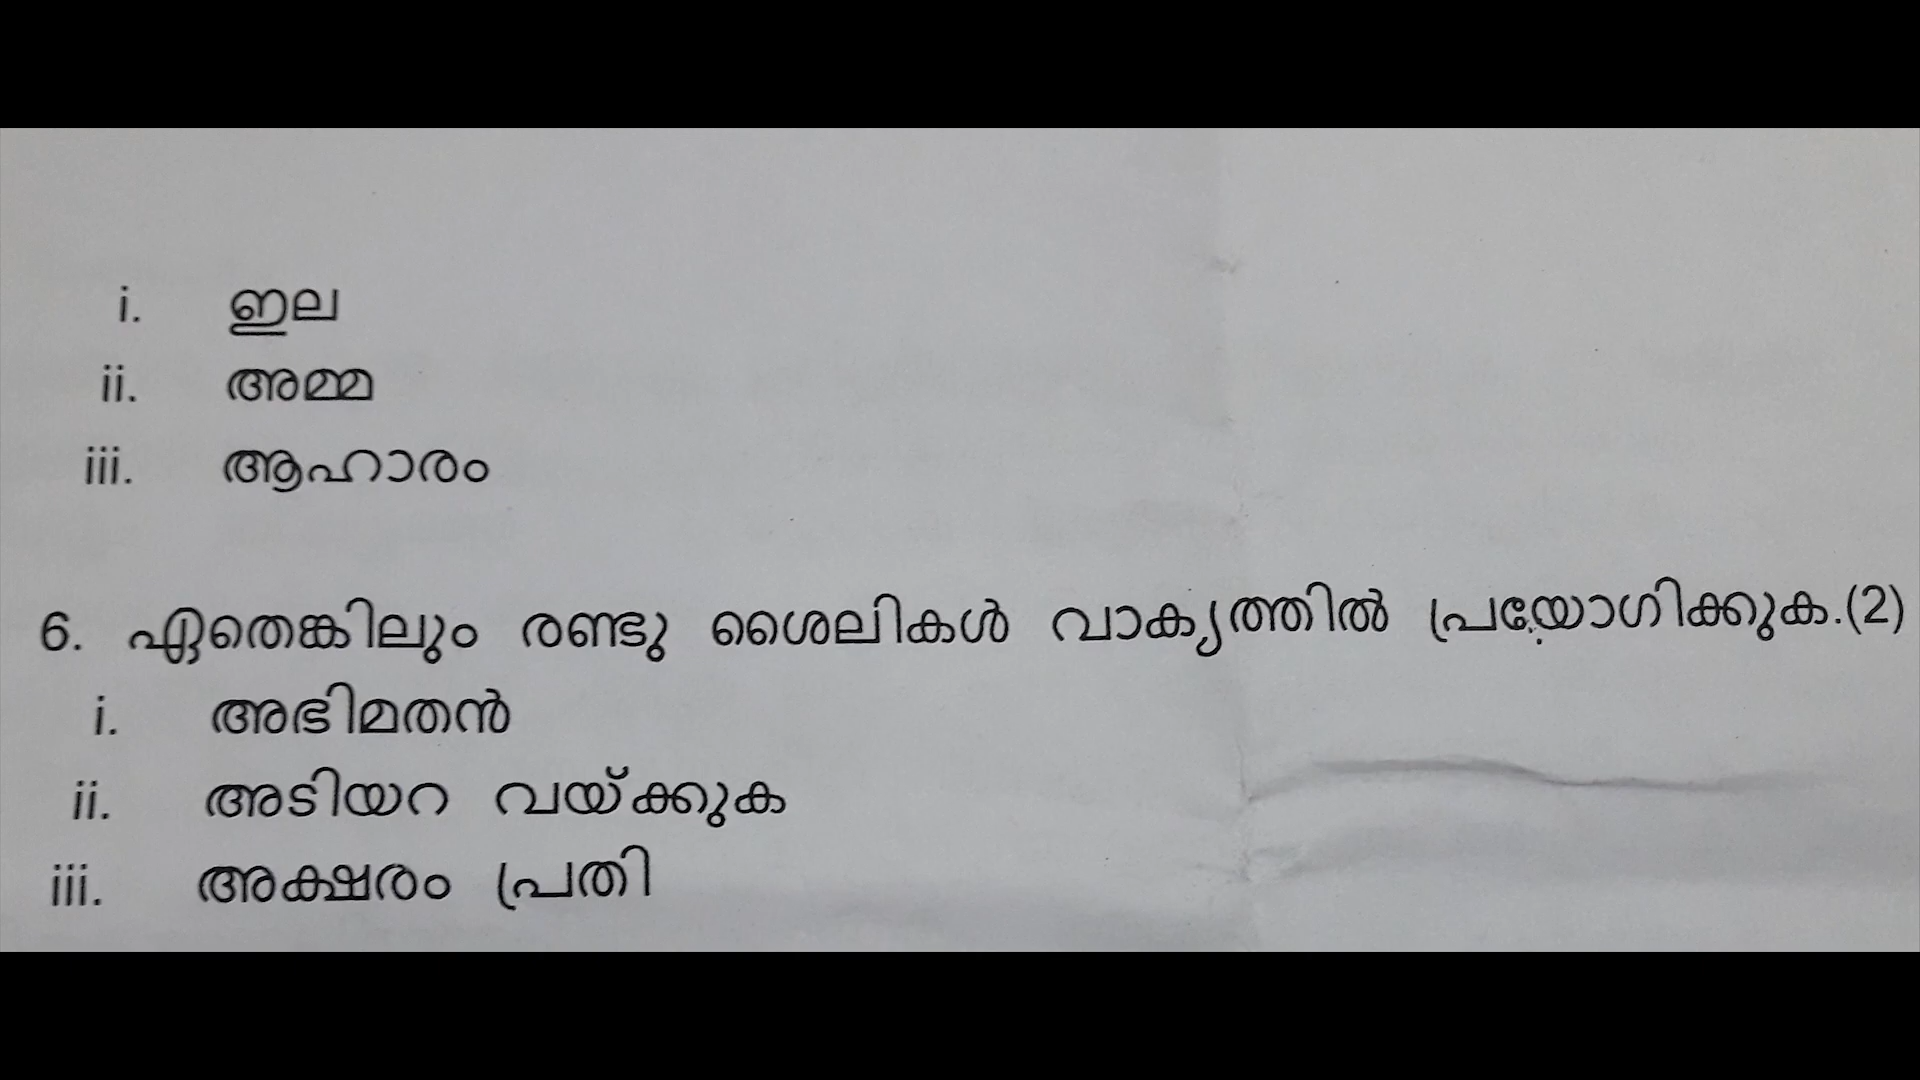 i. ഇല
ii. അമ്മ
iii. ആഹാരം
6. ഏതെങ്കിലും രണ്ടു ശൈലികൾ വാക്യത്തിൽ പ്രയോഗിക്കുക.(2)
i. അഭിമതൻ
ii. അടിയറ വയ്ക്കുക
iii. അക്ഷരം പ്രതി